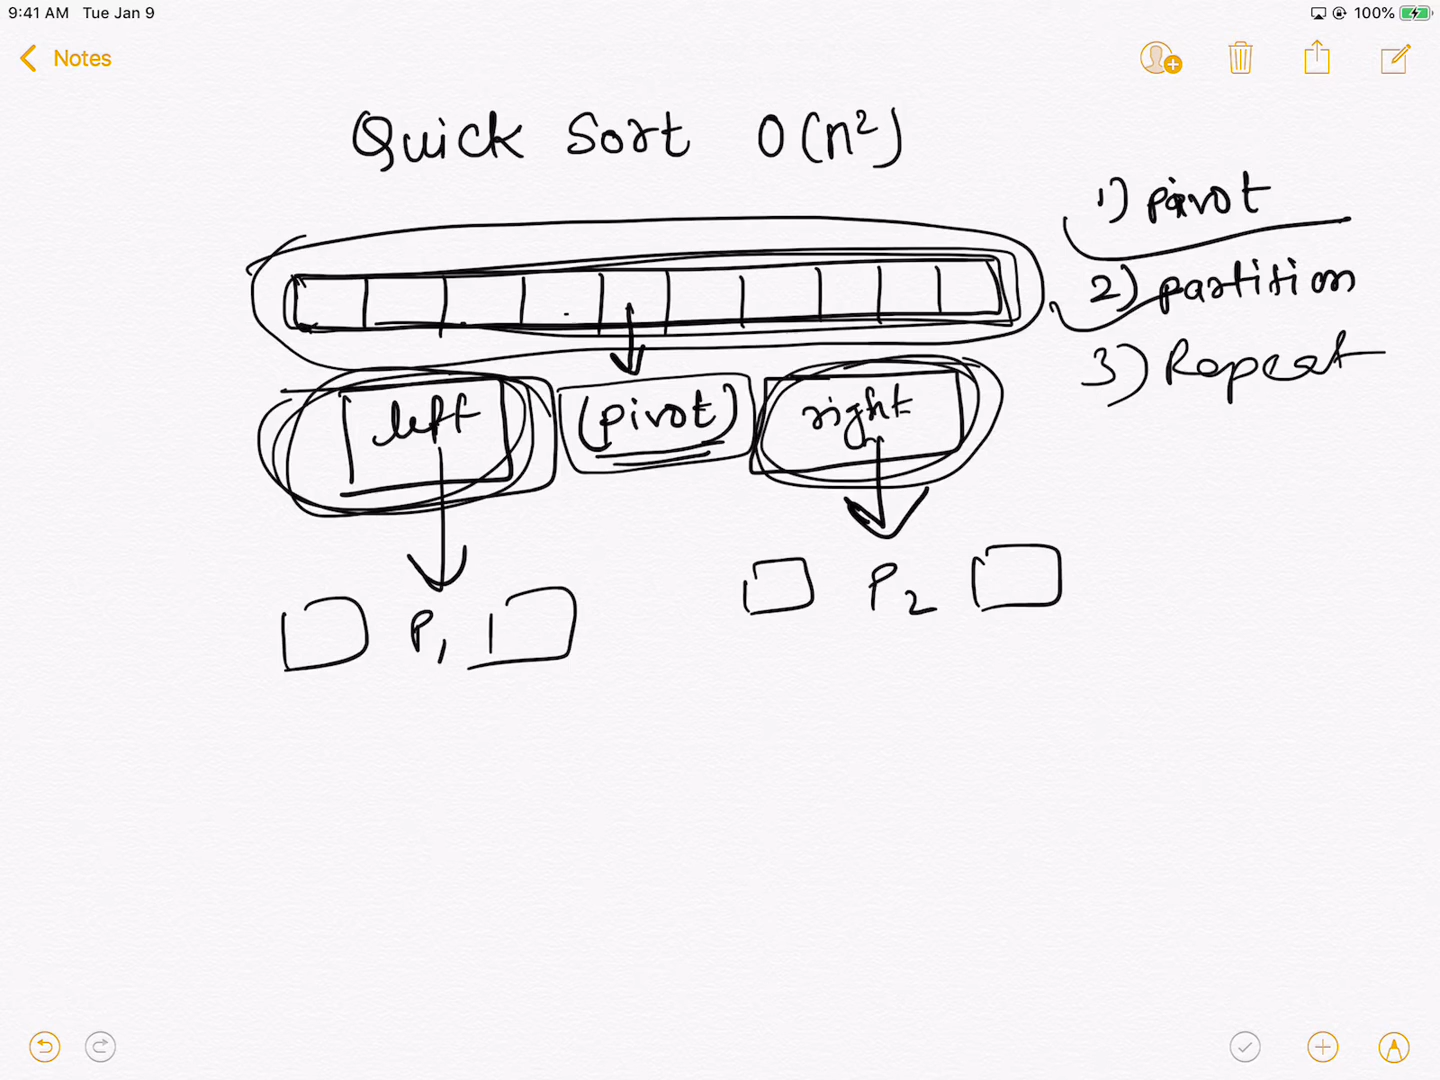 9:41 AM Tue Jan 9 100%
Notes
Quick Sort O(n²)
1) pivot
2) partition
3) Repeat
left (pivot) right
P1 P2